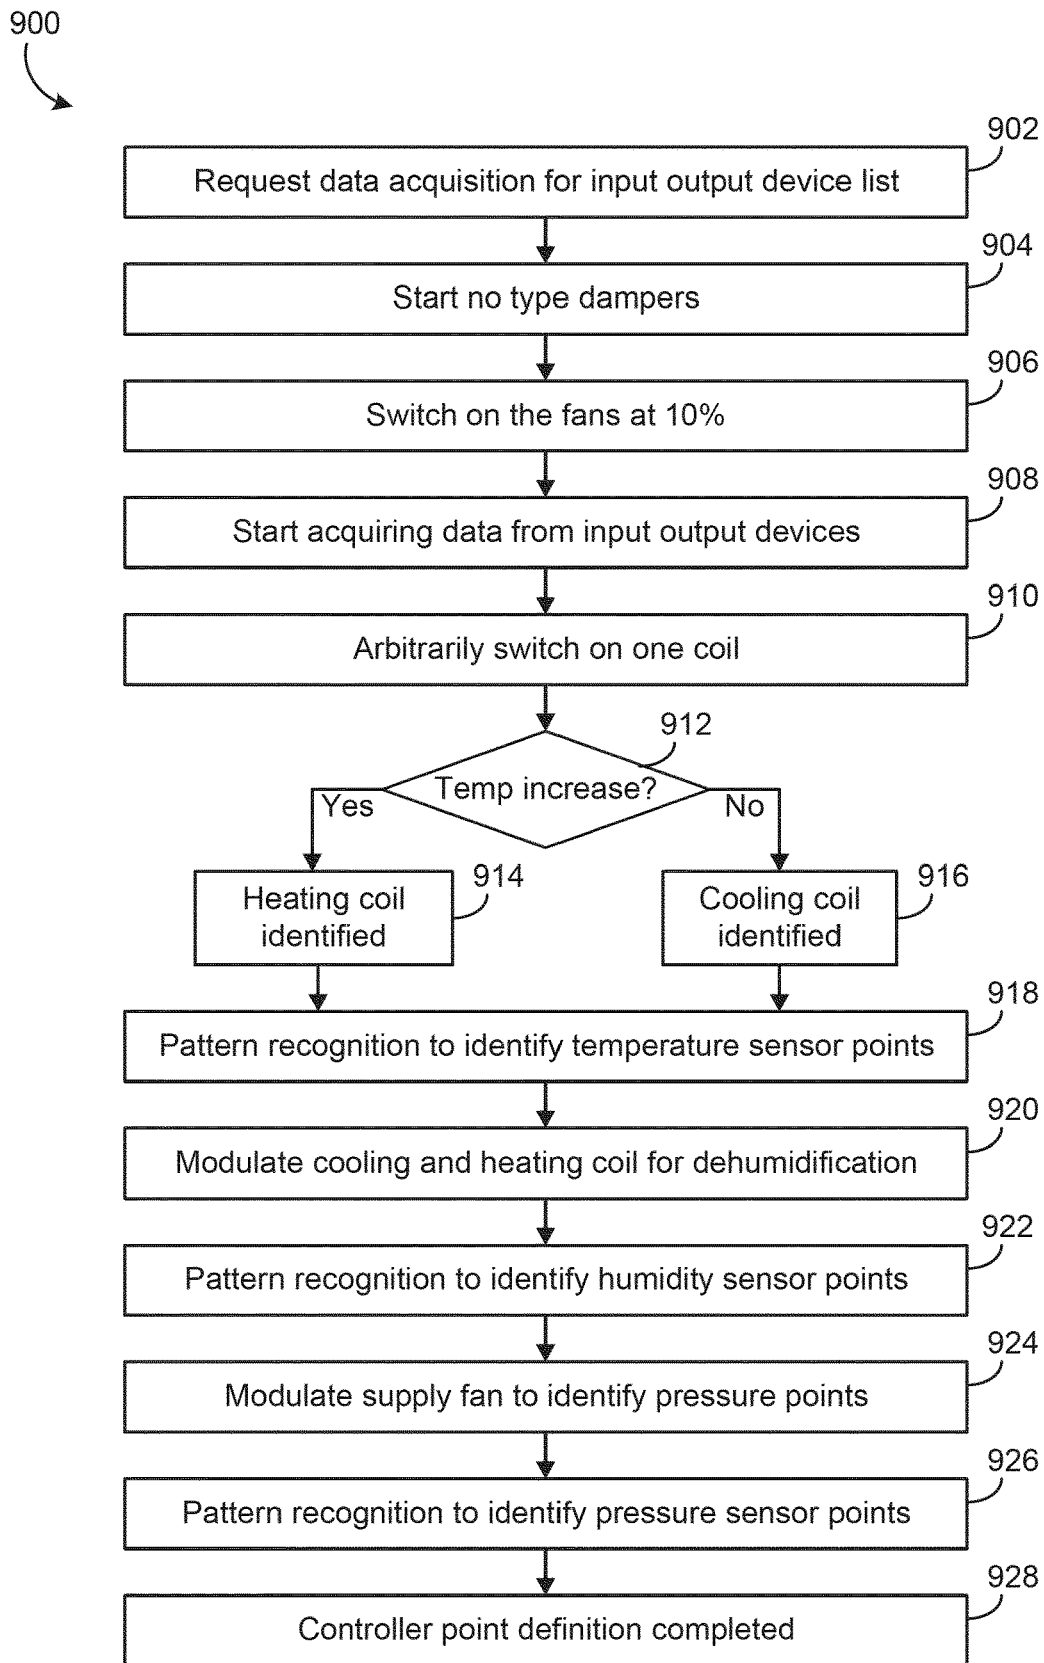 900
902
Request data acquisition for input output device list
904
Start no type dampers
906
Switch on the fans at 10%
908
Start acquiring data from input output devices
910
Arbitrarily switch on one coil
912
Temp increase?
Yes
No
Heating coil
identified
914
Cooling coil
identified
916
918
Pattern recognition to identify temperature sensor points
920
Modulate cooling and heating coil for dehumidification
922
Pattern recognition to identify humidity sensor points
924
Modulate supply fan to identify pressure points
926
Pattern recognition to identify pressure sensor points
928
Controller point definition completed